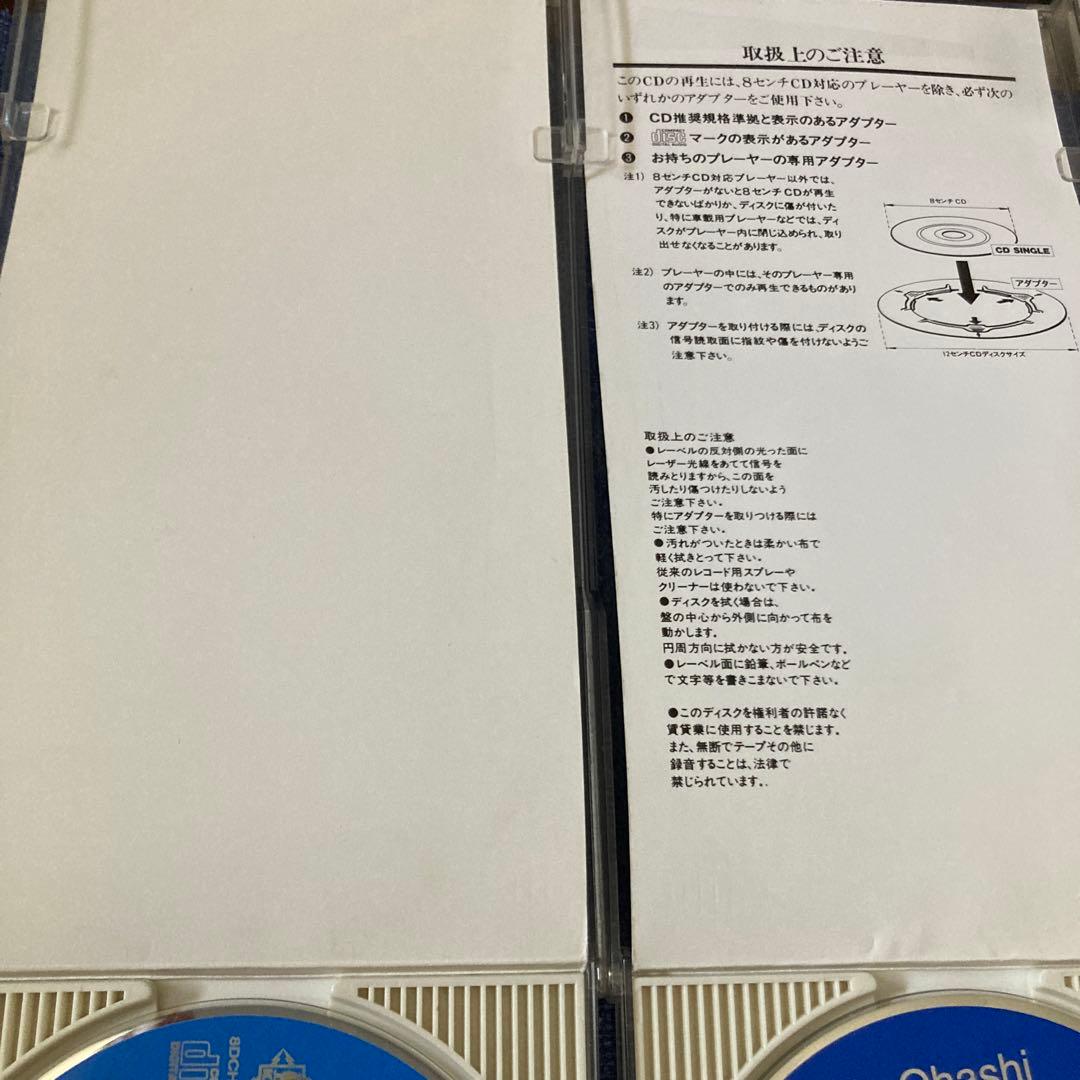 取扱上のご注意
このCDの再生には、8センチCD対応のプレーヤーを除き、必ず次の
いずれかのアダプターをご使用下さい。
❶ CD推奨規格準拠と表示のあるアダプター
❷ COMPACT disc DIGITAL AUDIO マークの表示があるアダプター
❸ お持ちのプレーヤーの専用アダプター
注1) 8センチCD対応プレーヤー以外では、
アダプターがないと8センチCDが再生
できないばかりか、ディスクに傷が付いた
り、特に車載用プレーヤーなどでは、ディ
スクがプレーヤー内に閉じ込められ、取り
出せなくなることがあります。
注2) プレーヤーの中には、そのプレーヤー専用
のアダプターでのみ再生できるものがあり
ます。
注3) アダプターを取り付ける際には、ディスクの
信号読取面に指紋や傷を付けないようご
注意下さい。
8センチCD
CD SINGLE
アダプター
12センチCDディスクサイズ
取扱上のご注意
●レーベルの反対側の光った面に
レーザー光線をあてて信号を
読みとりますから、この面を
汚したり傷つけたりしないよう
ご注意下さい。
特にアダプターを取りつける際には
ご注意下さい。
●汚れがついたときは柔かい布で
軽く拭きとって下さい。
従来のレコード用スプレーや
クリーナーは使わないで下さい。
●ディスクを拭く場合は、
盤の中心から外側に向かって布を
動かします。
円周方向に拭かない方が安全です。
●レーベル面に鉛筆、ボールペンなど
で文字等を書きこまないで下さい。
●このディスクを権利者の許諾なく
賃貸業に使用することを禁じます。
また、無断でテープその他に
録音することは、法律で
禁じられています。.
8DCH
Ohashi